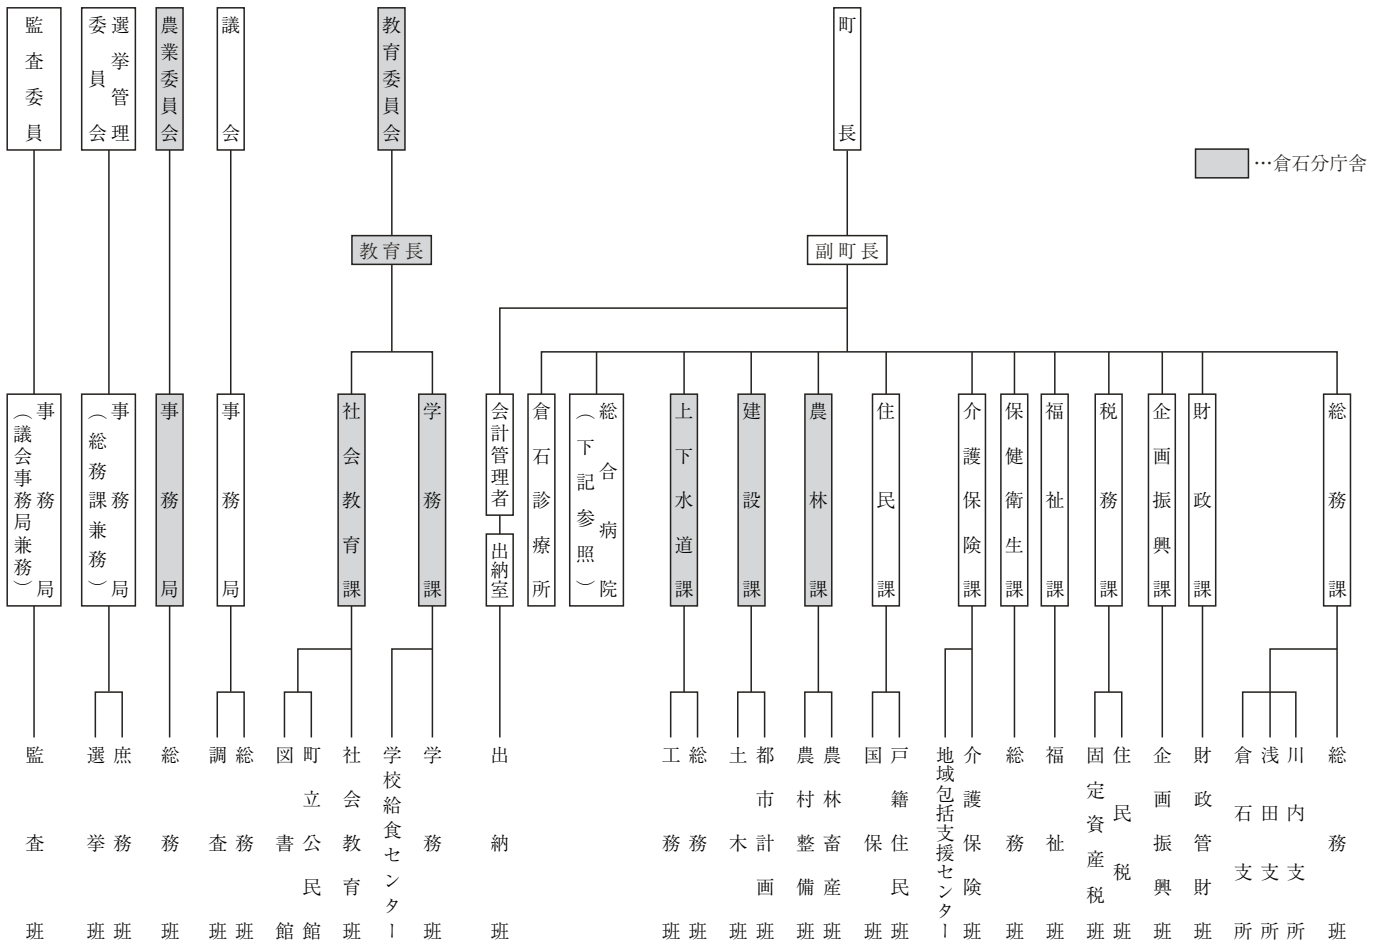 町長
教育委員会
議会
農業委員会
選挙管理
委員会
監査委員
…倉石分庁舎
副町長
教育長
総務課
財政課
企画振興課
税務課
福祉課
保健衛生課
介護保険課
住民課
農林課
建設課
上下水道課
総合病院
（下記参照）
倉石診療所
会計管理者
出納室
学務課
社会教育課
事務局
事務局
事務局
（総務課兼務）
事務局
（議会事務局兼務）
総務班
川内支所
浅田支所
倉石支所
財政管財班
企画振興班
住民税班
固定資産税班
福祉班
総務班
介護保険班
地域包括支援センター
戸籍住民班
国保班
農林畜産班
農村整備班
都市計画班
土木班
総務班
工務班
出納班
学務班
学校給食センター
社会教育班
町立公民館
図書館
総務班
調査班
総務班
庶務班
選挙班
監査班